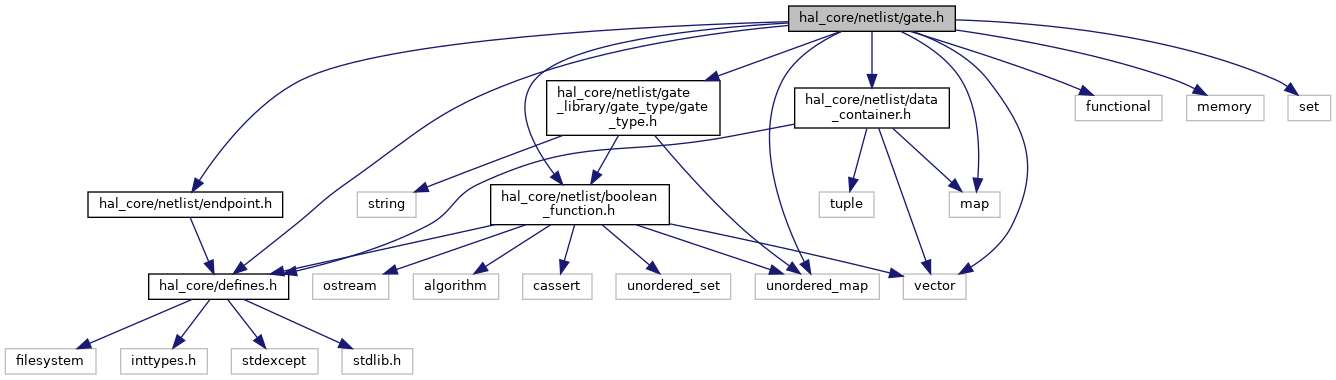 hal_core/netlist/gate.h
hal_core/netlist/gate
_library/gate_type/gate
_type.h
hal_core/netlist/data
_container.h
functional
memory
set
hal_core/netlist/endpoint.h
string
hal_core/netlist/boolean
_function.h
tuple
map
hal_core/defines.h
ostream
algorithm
cassert
unordered_set
unordered_map
vector
filesystem
inttypes.h
stdexcept
stdlib.h